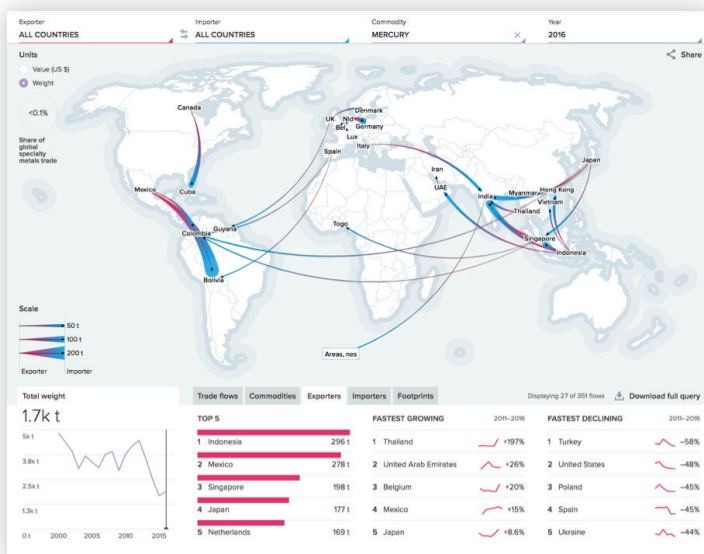 Exporter
ALL COUNTRIES
Importer
ALL COUNTRIES
Commodity
MERCURY
Year
2016
Units
Value (US $)
Weight
<0.1%
Share of
global
specialty
metals trade
Share
Canada
Mexico
Cuba
Colombia
Guyana
Bolivia
UK
Denmark
Nld
Bel
Germany
Lux
Spain
Italy
Togo
Iran
UAE
India
Myanmar
Hong Kong
Vietnam
Thailand
Japan
Singapore
Indonesia
Areas, nes
Scale
50 t
100 t
200 t
Exporter
Importer
Total weight
1.7k t
5k t
3.8k t
2.5k t
1.3k t
0 t
2000
2005
2010
2015
Trade flows
Commodities
Exporters
Importers
Footprints
Displaying 27 of 351 flows
Download full query
TOP 5
1 Indonesia 296 t
2 Mexico 278 t
3 Singapore 198 t
4 Japan 177 t
5 Netherlands 169 t
FASTEST GROWING 2011–2016
1 Thailand +197%
2 United Arab Emirates +26%
3 Belgium +20%
4 Mexico +15%
5 Japan +8.6%
FASTEST DECLINING 2011–2016
1 Turkey −58%
2 United States −48%
3 Poland −45%
4 Spain −45%
5 Ukraine −44%